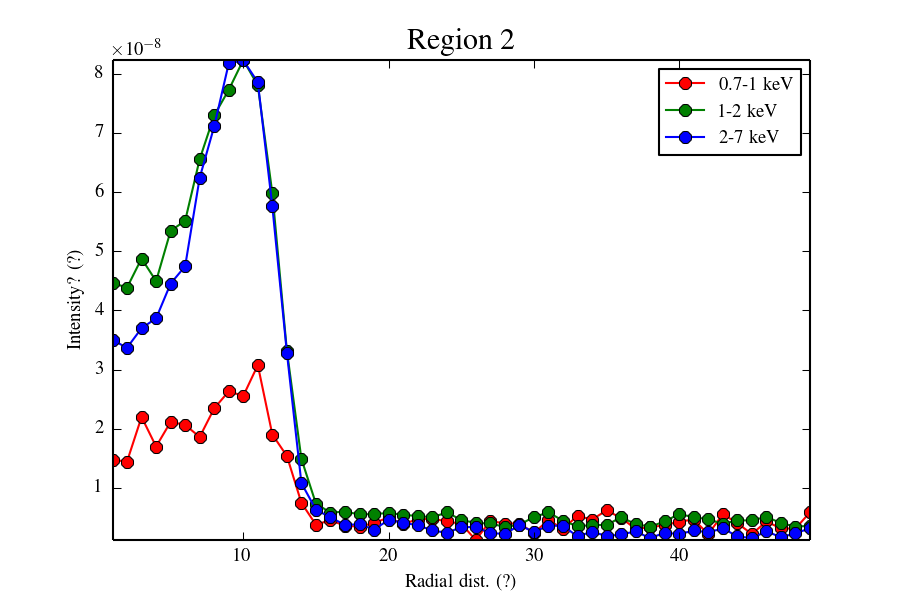 Region 2
×10⁻⁸
8
7
6
5
4
3
2
1
Intensity? (?)
10
20
30
40
Radial dist. (?)
0.7-1 keV
1-2 keV
2-7 keV